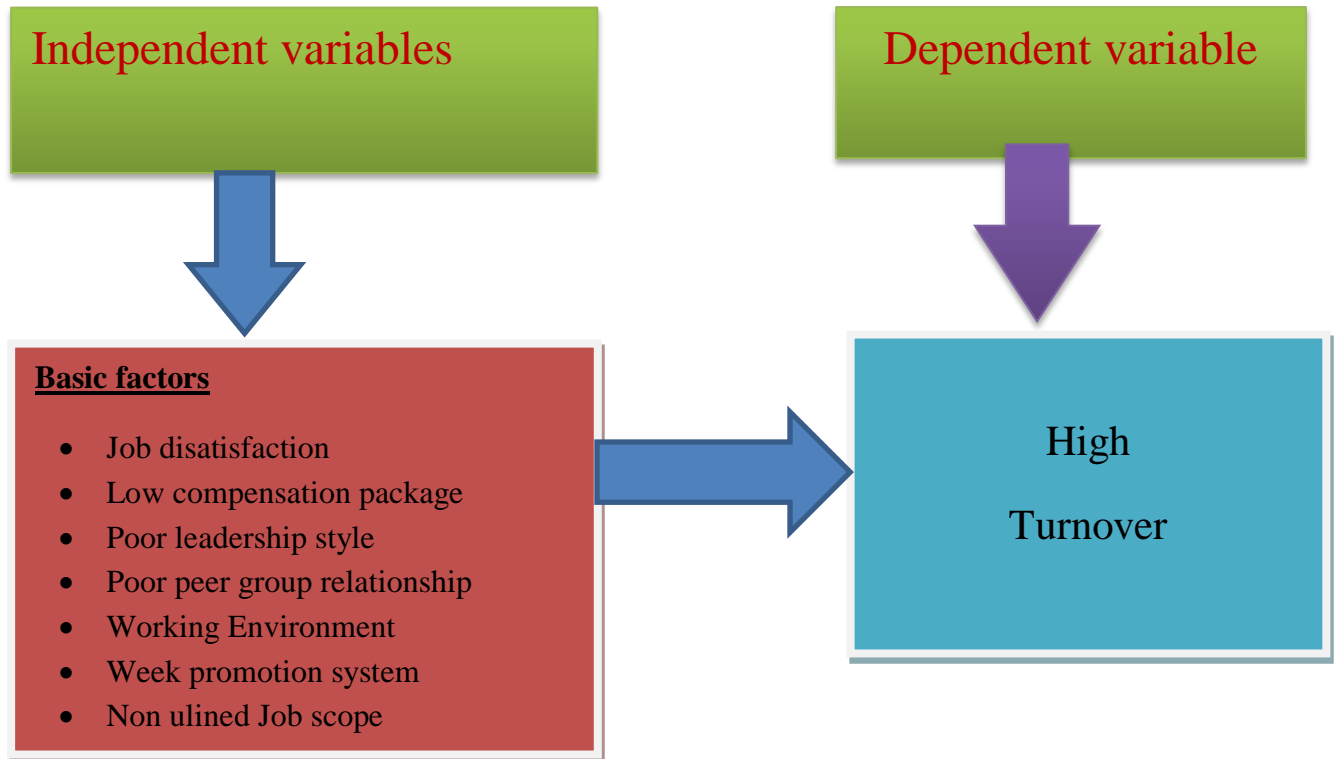 Independent variables
Dependent variable
Basic factors
• Job disatisfaction
• Low compensation package
• Poor leadership style
• Poor peer group relationship
• Working Environment
• Week promotion system
• Non ulined Job scope
High
Turnover